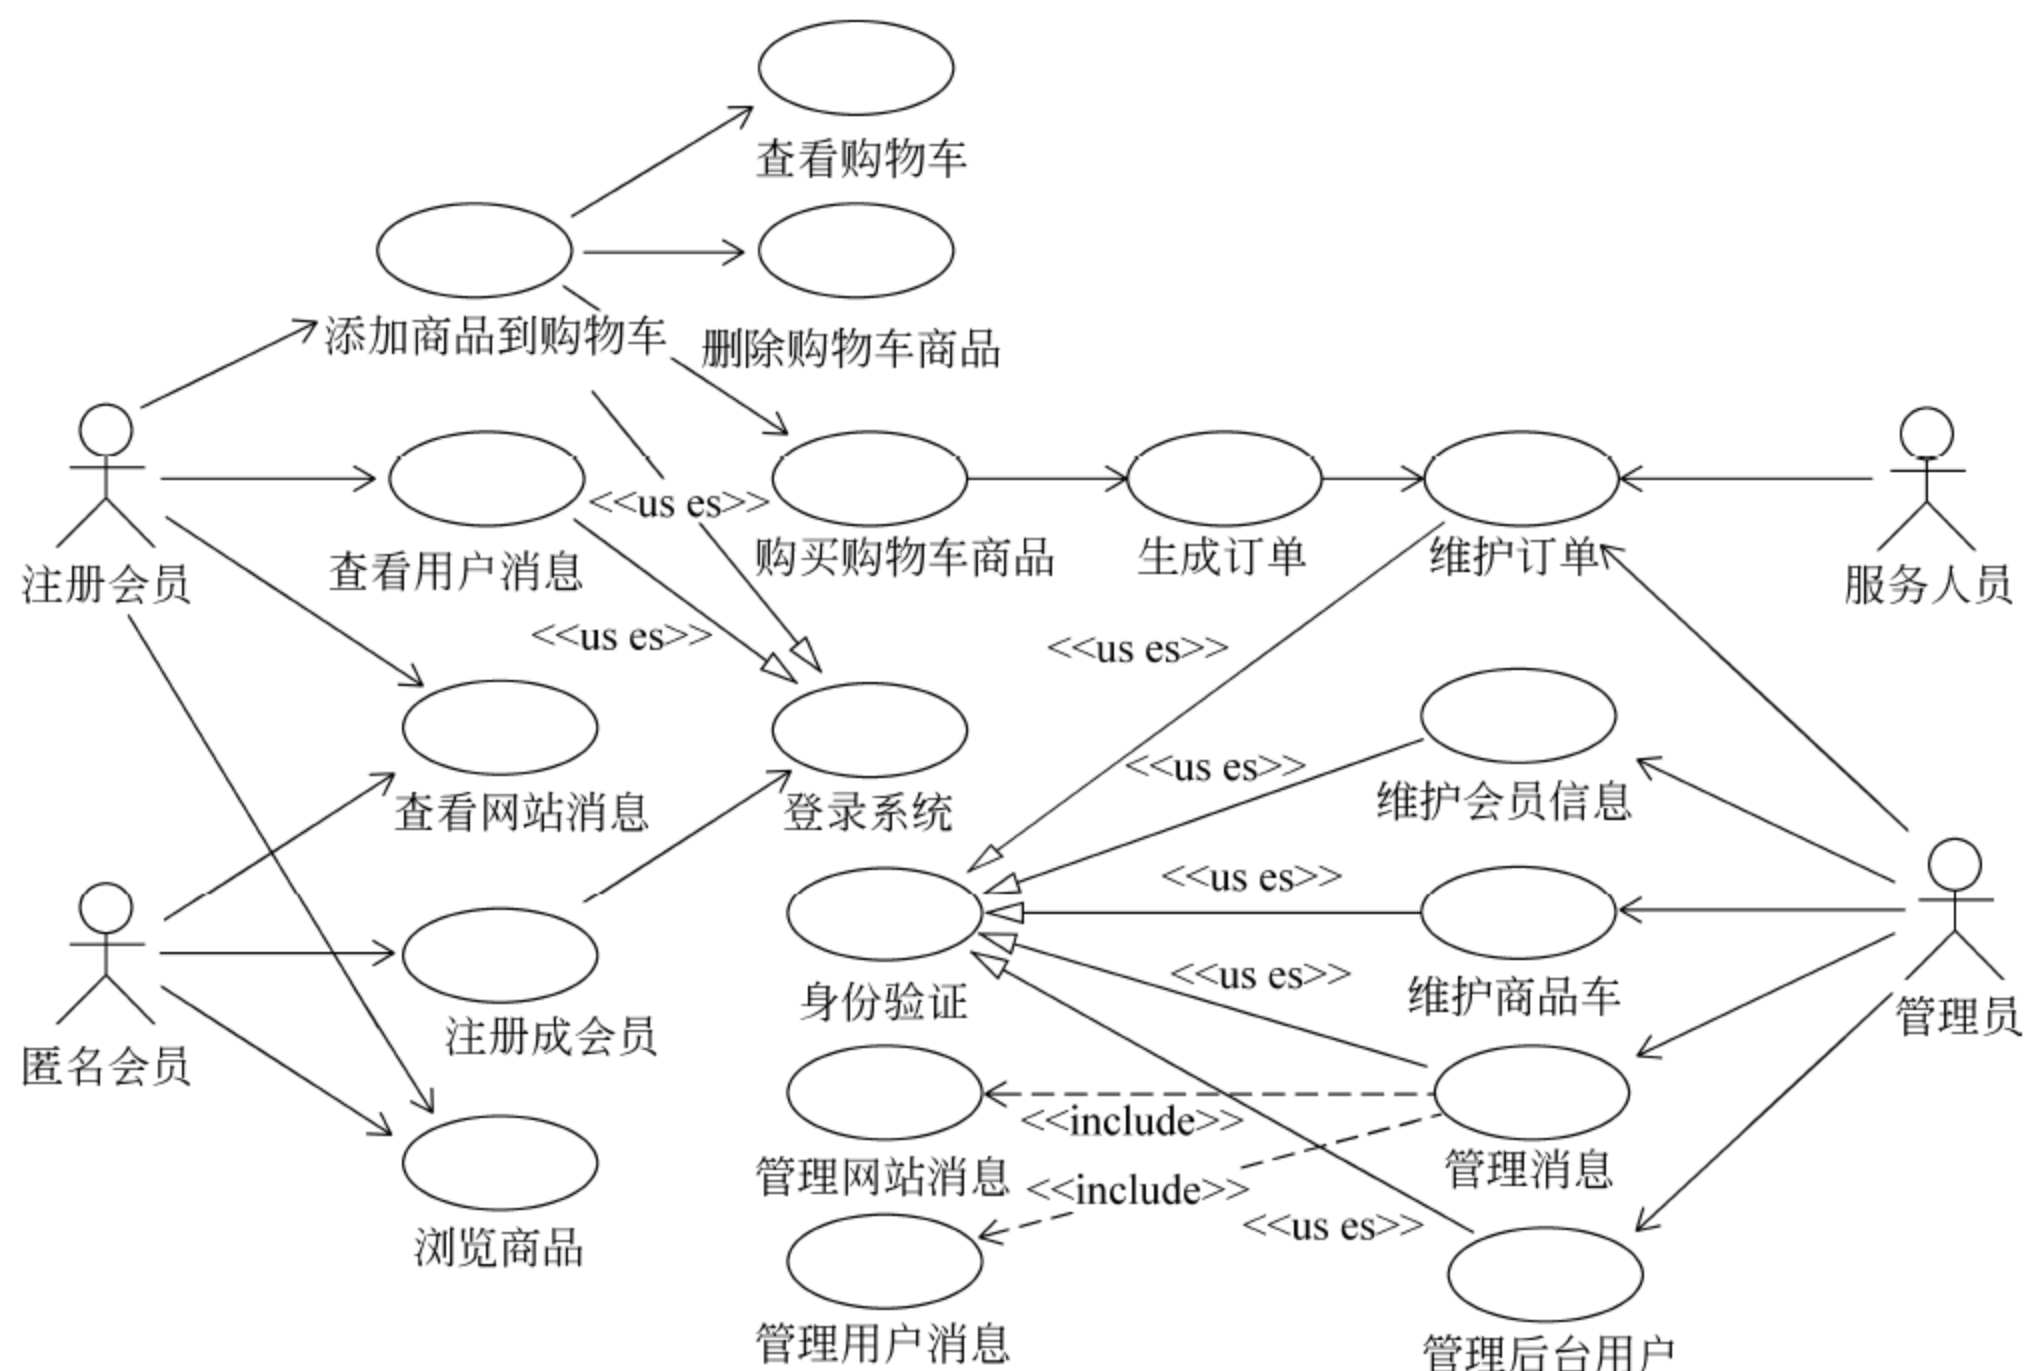 查看购物车
添加商品到购物车
删除购物车商品
<<us es>>
注册会员
查看用户消息
购买购物车商品
生成订单
维护订单
服务人员
<<us es>>
<<us es>>
<<us es>>
查看网站消息
登录系统
维护会员信息
<<us es>>
匿名会员
注册成会员
身份验证
<<us es>>
维护商品车
管理员
<<include>>
管理网站消息
<<include>>
管理消息
<<us es>>
浏览商品
管理用户消息
管理后台用户